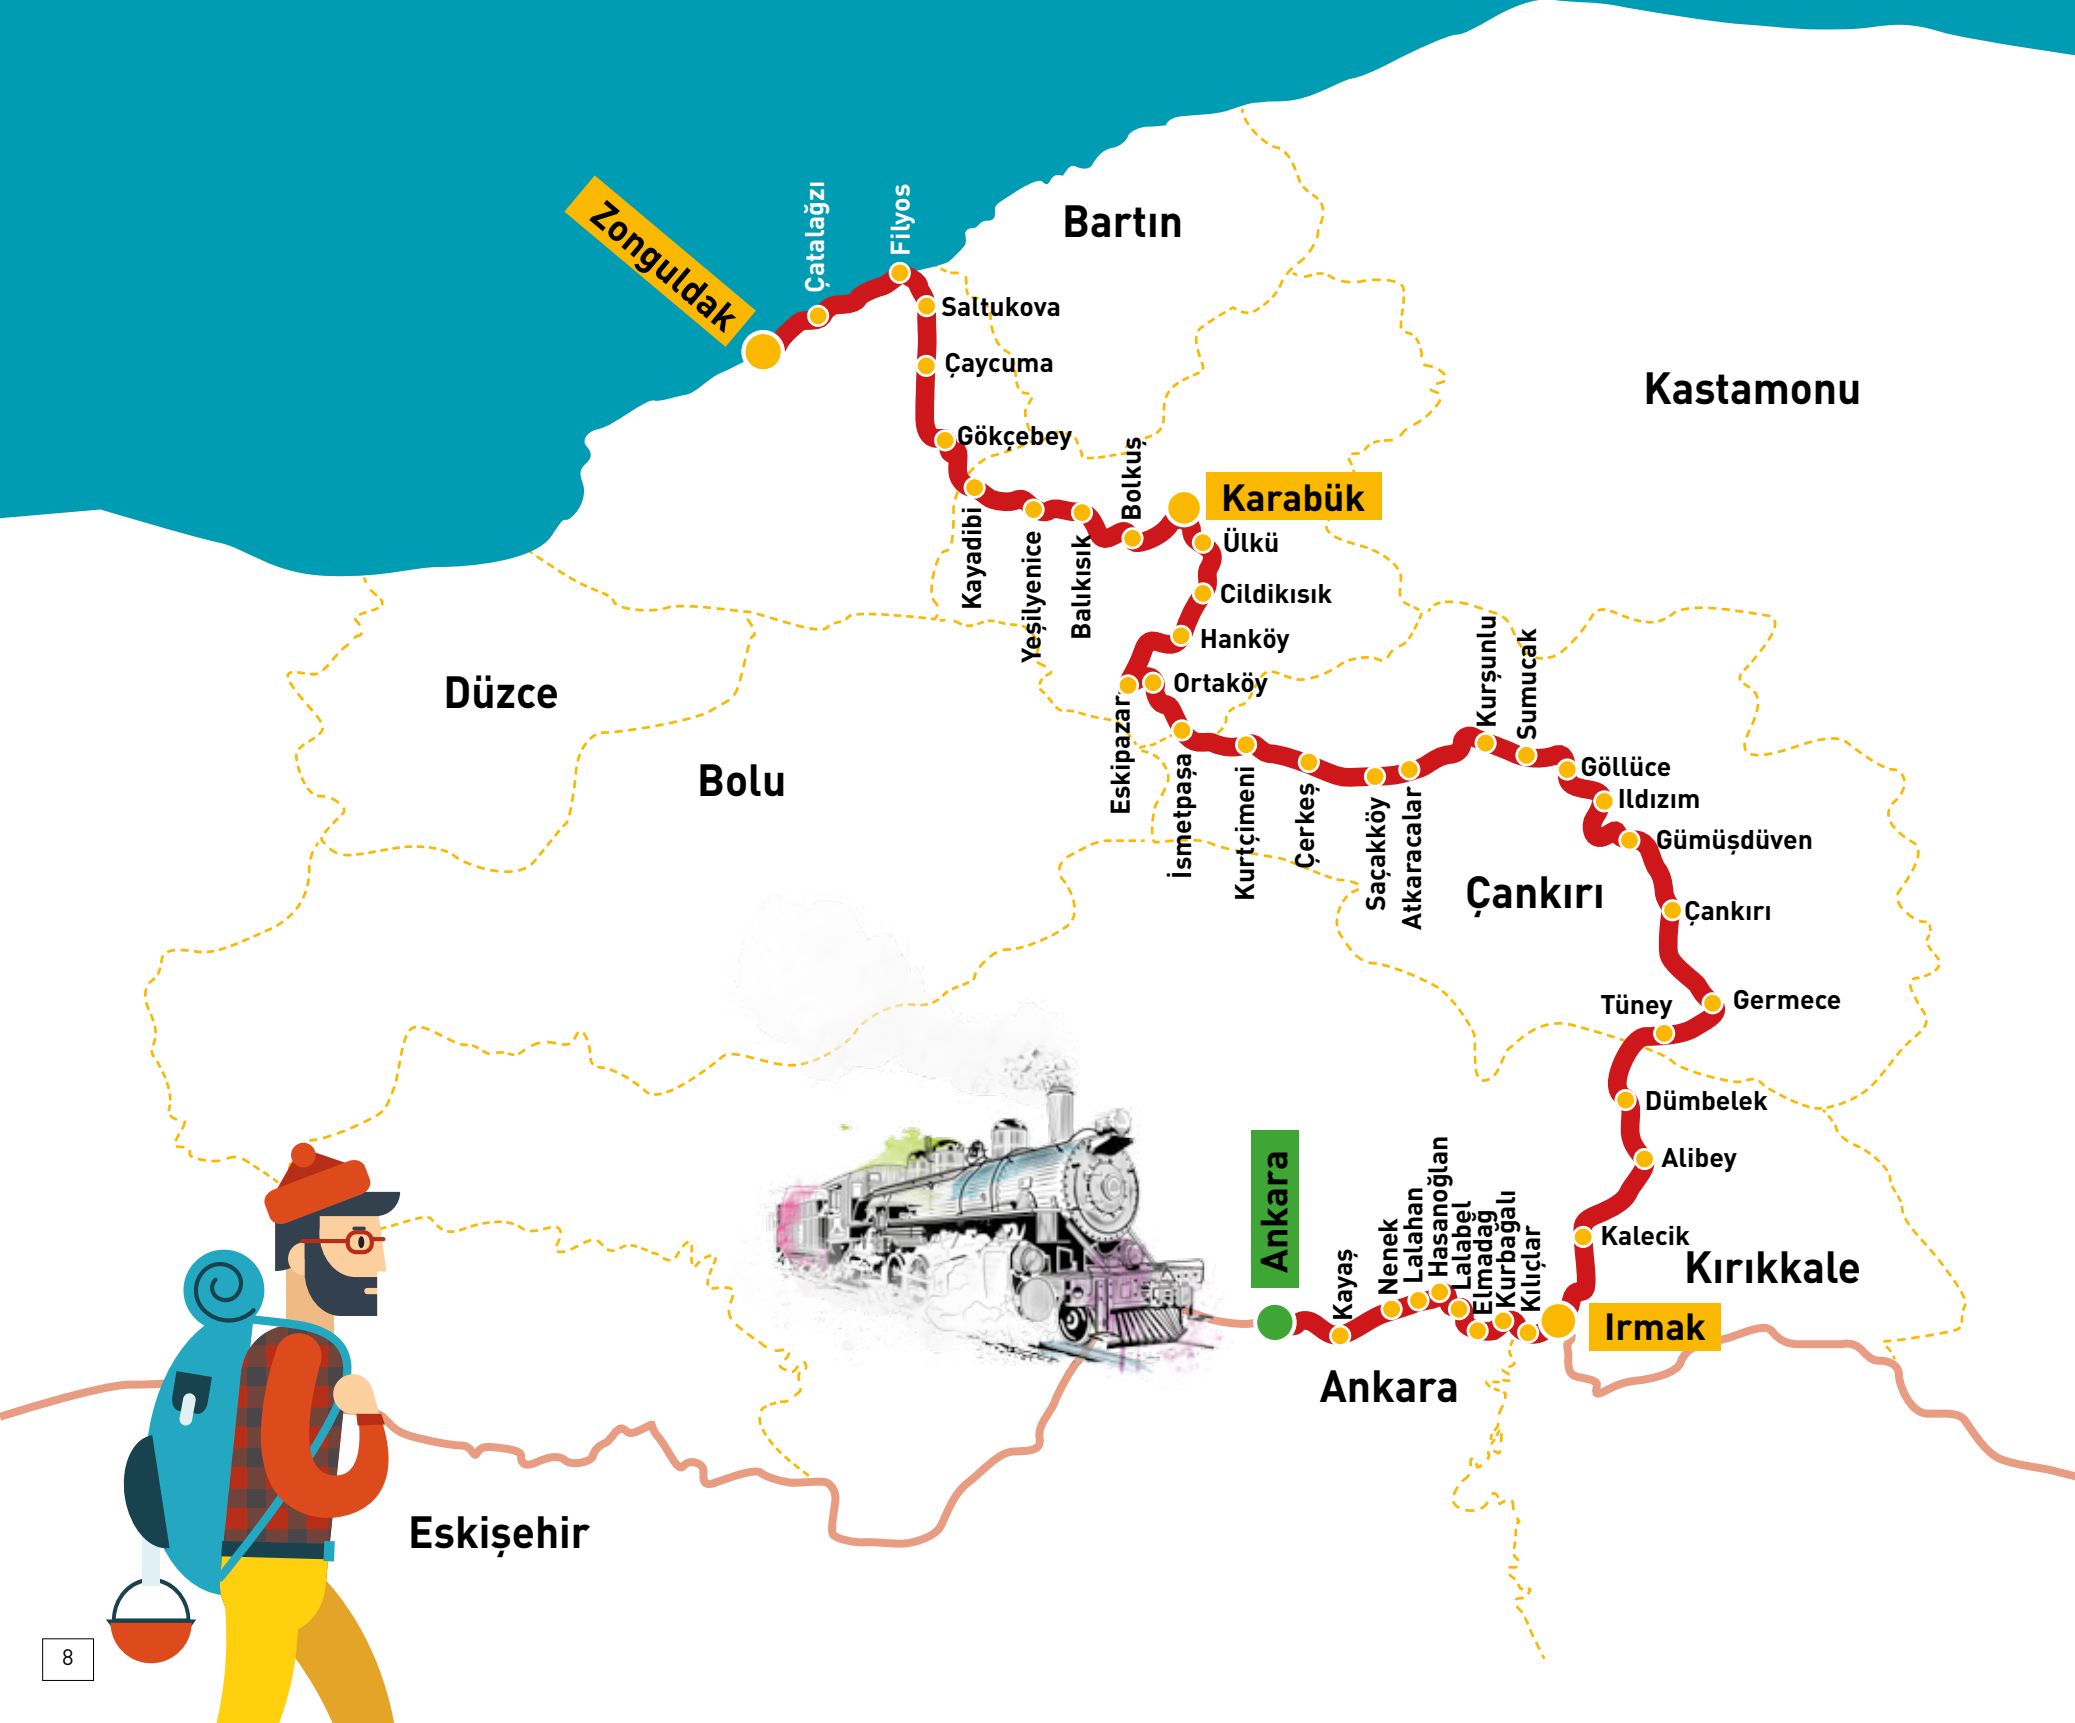 Zonguldak
Çatalağzı
Filyos
Bartın
Saltukova
Çaycuma
Kastamonu
Gökçebey
Bolkuş
Karabük
Kayadibi
Yeşilyenice
Balıkısık
Ülkü
Cildikısık
Hanköy
Ortaköy
Düzce
Bolu
Eskipazar
İsmetpaşa
Kurtçimeni
Çerkeş
Saçakköy
Atkaracalar
Kurşunlu
Sumucak
Göllüce
Ildızım
Gümüşdüven
Çankırı
Çankırı
Germece
Tüney
Dümbelek
Alibey
Kalecik
Kırıkkale
Ankara
Kayaş
Nenek
Lalahan
Hasanoğlan
Lalabel
Elmadağ
Kurbağalı
Kılıçlar
Irmak
Ankara
Eskişehir
8